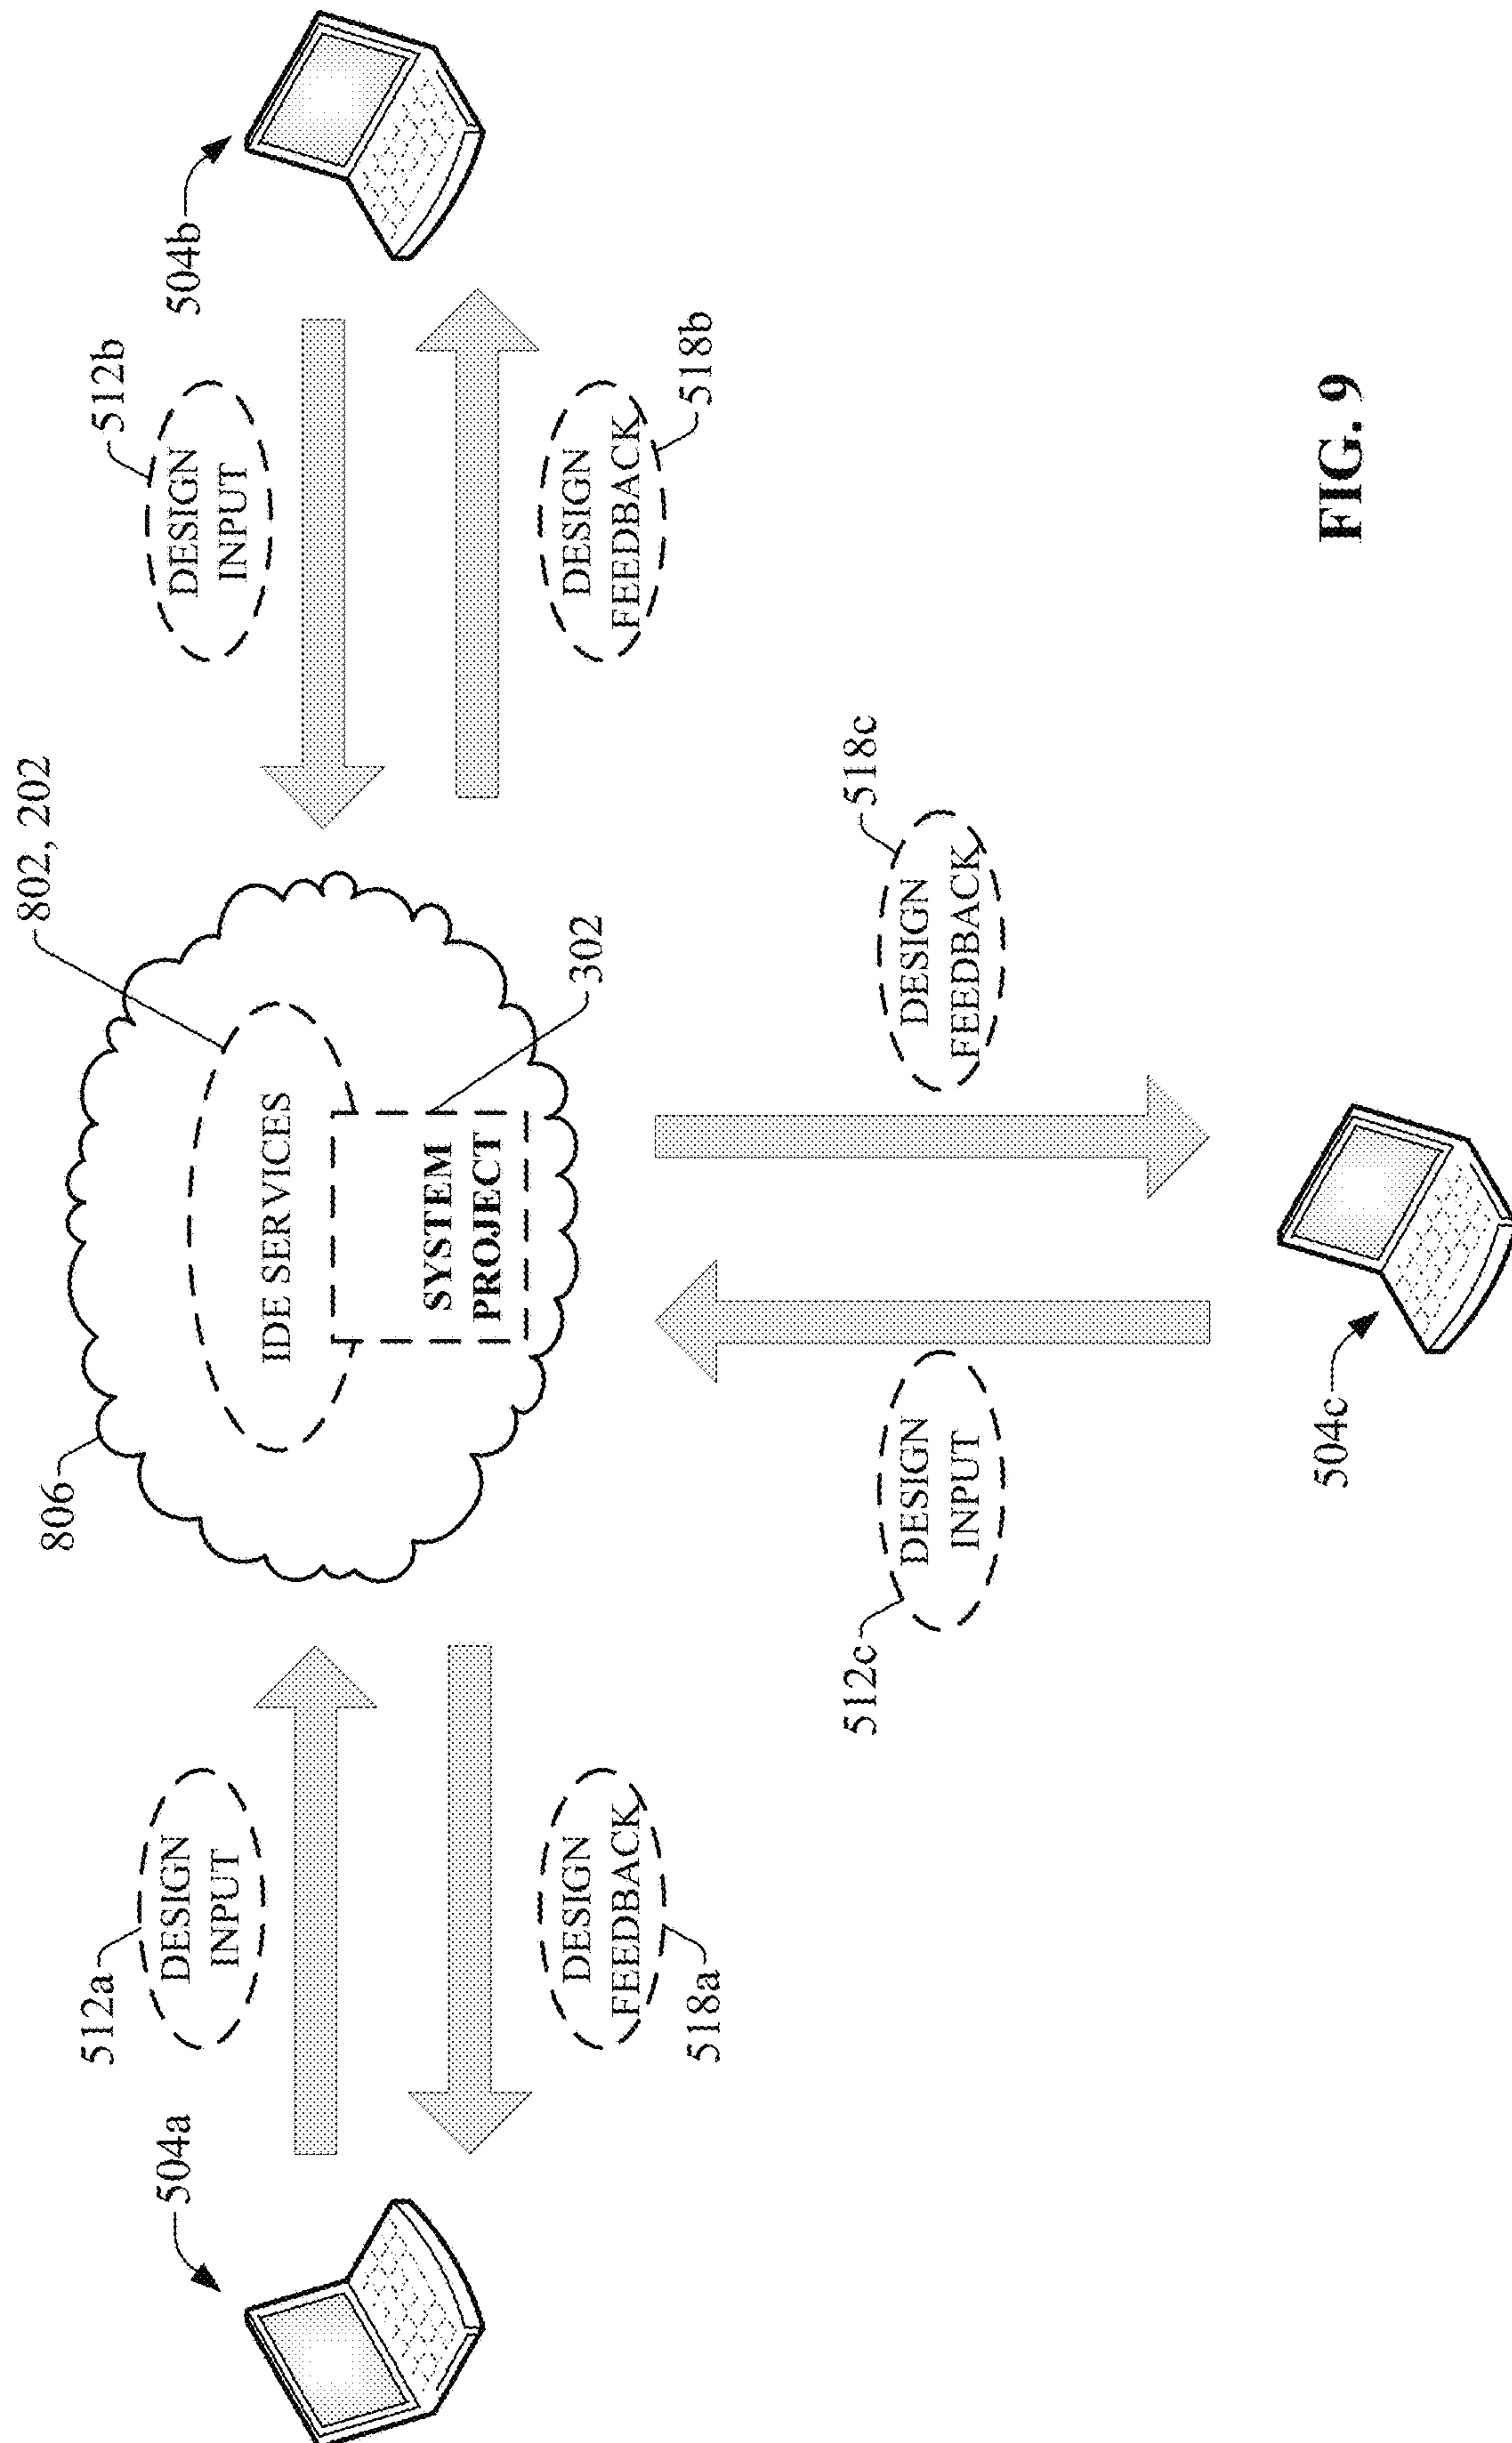 802, 202
806
IDE SERVICES
SYSTEM
PROJECT
302
504a
512a
DESIGN
INPUT
DESIGN
FEEDBACK
518a
512b
DESIGN
INPUT
504b
DESIGN
FEEDBACK
518b
512c
DESIGN
INPUT
518c
DESIGN
FEEDBACK
504c
FIG. 9